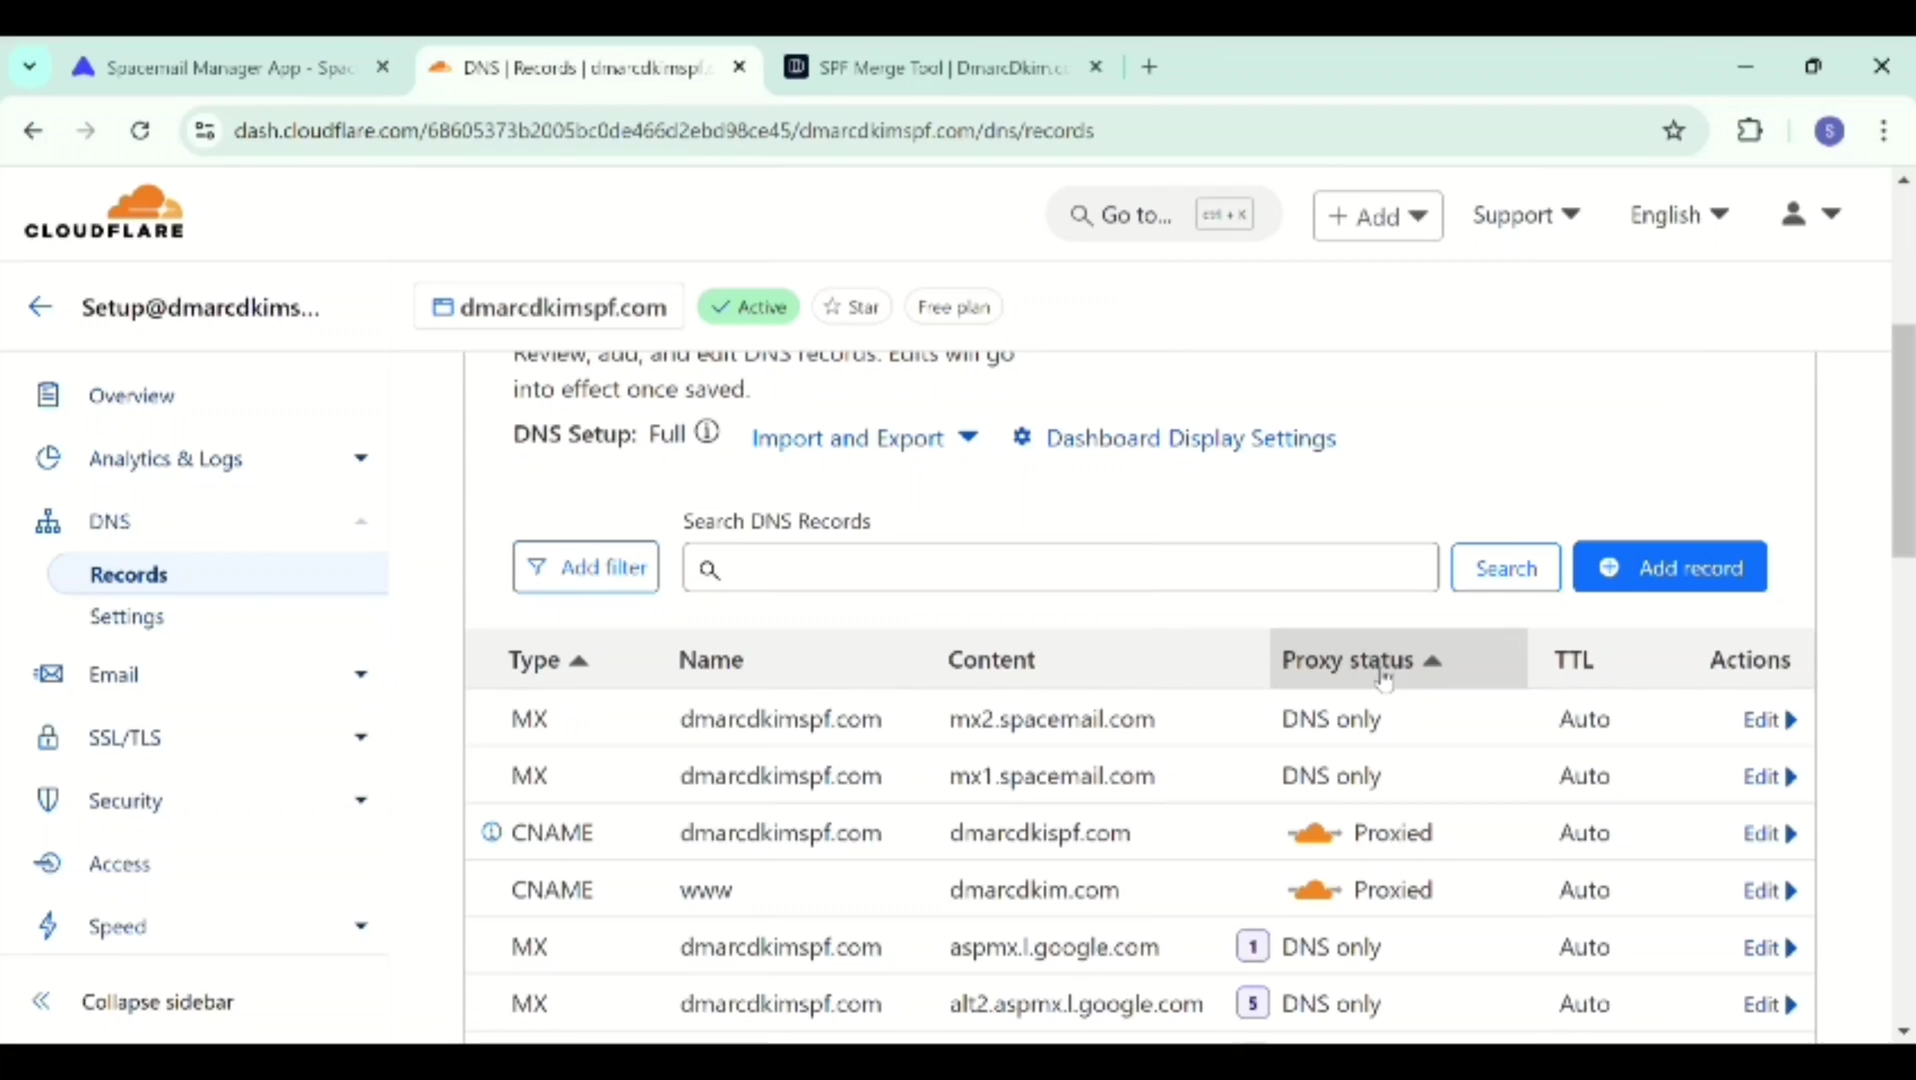 Spacemail Manager App - Spac
DNS | Records | dmarcdkimspf.c
SPF Merge Tool | DmarcDkim.c
dash.cloudflare.com/68605373b2005bc0de466d2ebd98ce45/dmarcdkimspf.com/dns/records
S
CLOUDFLARE
Go to...
ctrl + K
+ Add
Support
English
Setup@dmarcdkims...
dmarcdkimspf.com
Active
Star
Free plan
Review, add, and edit DNS records. Edits will go
into effect once saved.
DNS Setup: Full
Import and Export
Dashboard Display Settings
Overview
Analytics & Logs
DNS
Records
Settings
Email
SSL/TLS
Security
Access
Speed
Collapse sidebar
Search DNS Records
Add filter
Search
Add record
Type Name Content Proxy status TTL Actions
MX dmarcdkimspf.com mx2.spacemail.com DNS only Auto Edit
MX dmarcdkimspf.com mx1.spacemail.com DNS only Auto Edit
CNAME dmarcdkimspf.com dmarcdkispf.com Proxied Auto Edit
CNAME www dmarcdkim.com Proxied Auto Edit
MX dmarcdkimspf.com aspmx.l.google.com 1 DNS only Auto Edit
MX dmarcdkimspf.com alt2.aspmx.l.google.com 5 DNS only Auto Edit